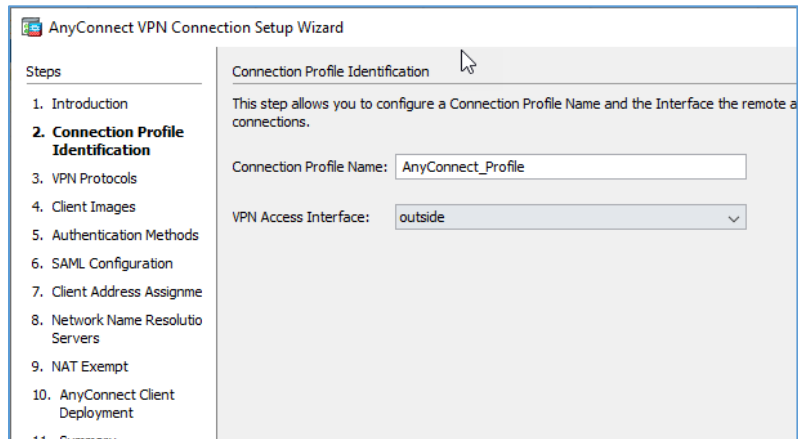 AnyConnect VPN Connection Setup Wizard
Steps
1. Introduction
2. Connection Profile
Identification
3. VPN Protocols
4. Client Images
5. Authentication Methods
6. SAML Configuration
7. Client Address Assignme
8. Network Name Resolutio
Servers
9. NAT Exempt
10. AnyConnect Client
Deployment
Connection Profile Identification
This step allows you to configure a Connection Profile Name and the Interface the remote a
connections.
Connection Profile Name: AnyConnect_Profile
VPN Access Interface: outside